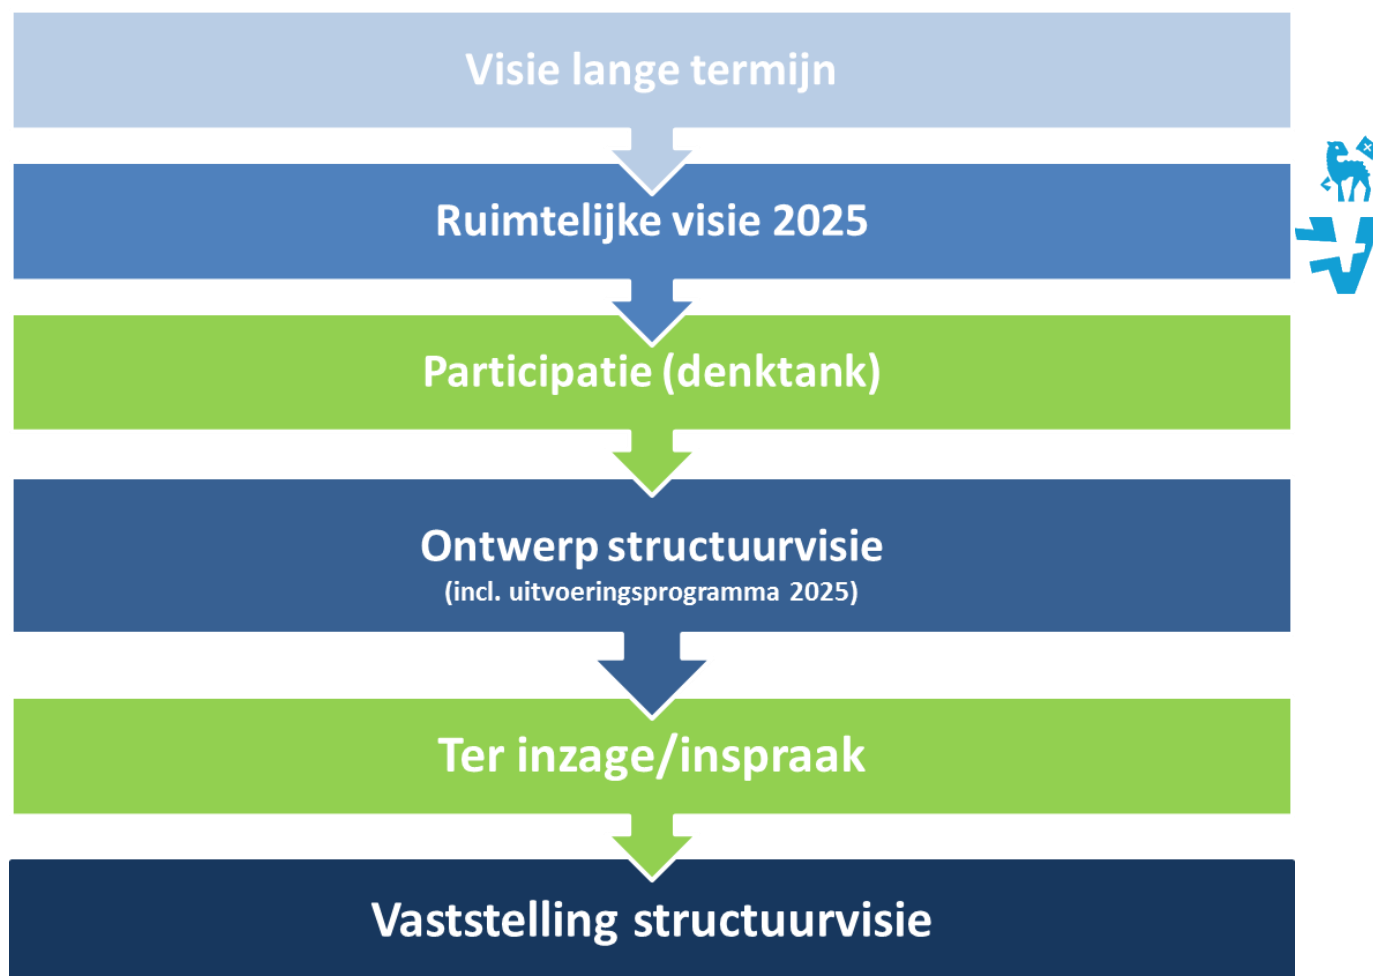 Visie lange termijn
Ruimtelijke visie 2025
Participatie (denktank)
Ontwerp structuurvisie
(incl. uitvoeringsprogramma 2025)
Ter inzage/inspraak
Vaststelling structuurvisie